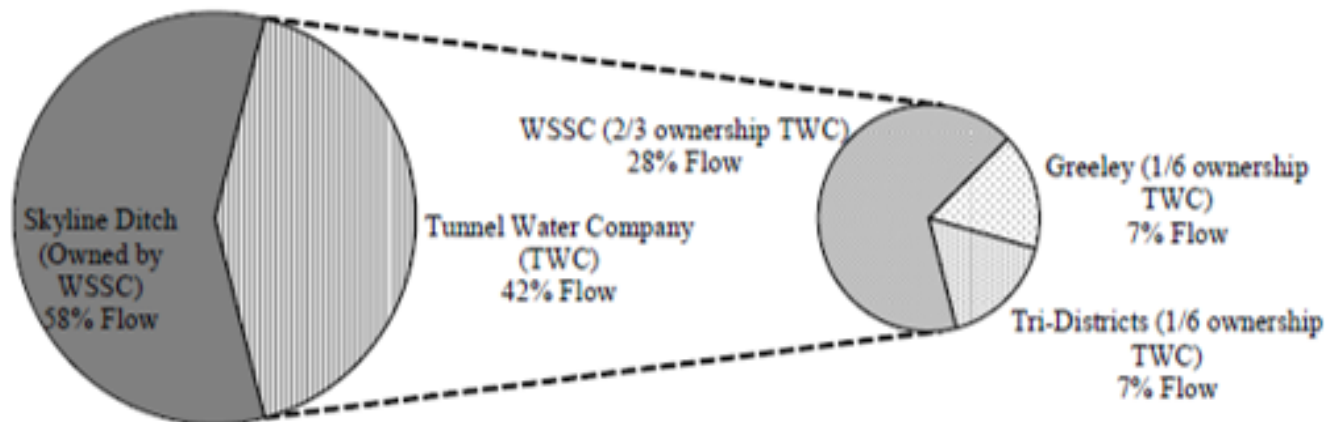 Skyline Ditch
(Owned by
WSSC)
58% Flow
Tunnel Water Company
(TWC)
42% Flow
WSSC (2/3 ownership TWC)
28% Flow
Greeley (1/6 ownership
TWC)
7% Flow
Tri-Districts (1/6 ownership
TWC)
7% Flow